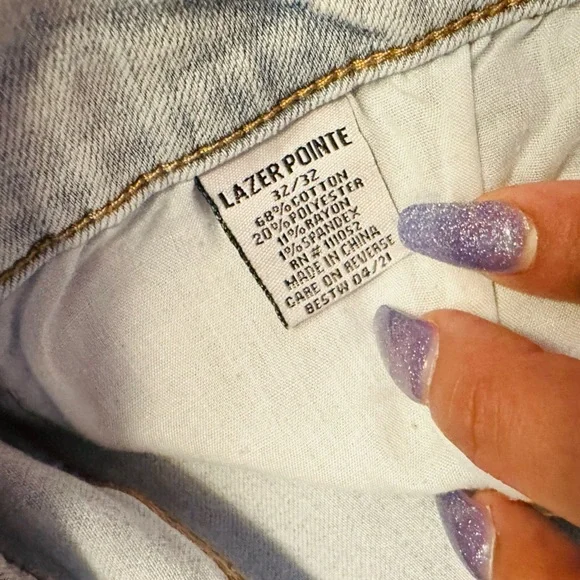 LAZER POINTE
32/32
68% COTTON
20% POLYESTER
11% RAYON
1% SPANDEX
RN # 111052
MADE IN CHINA
CARE ON REVERSE
BESTW 04/21